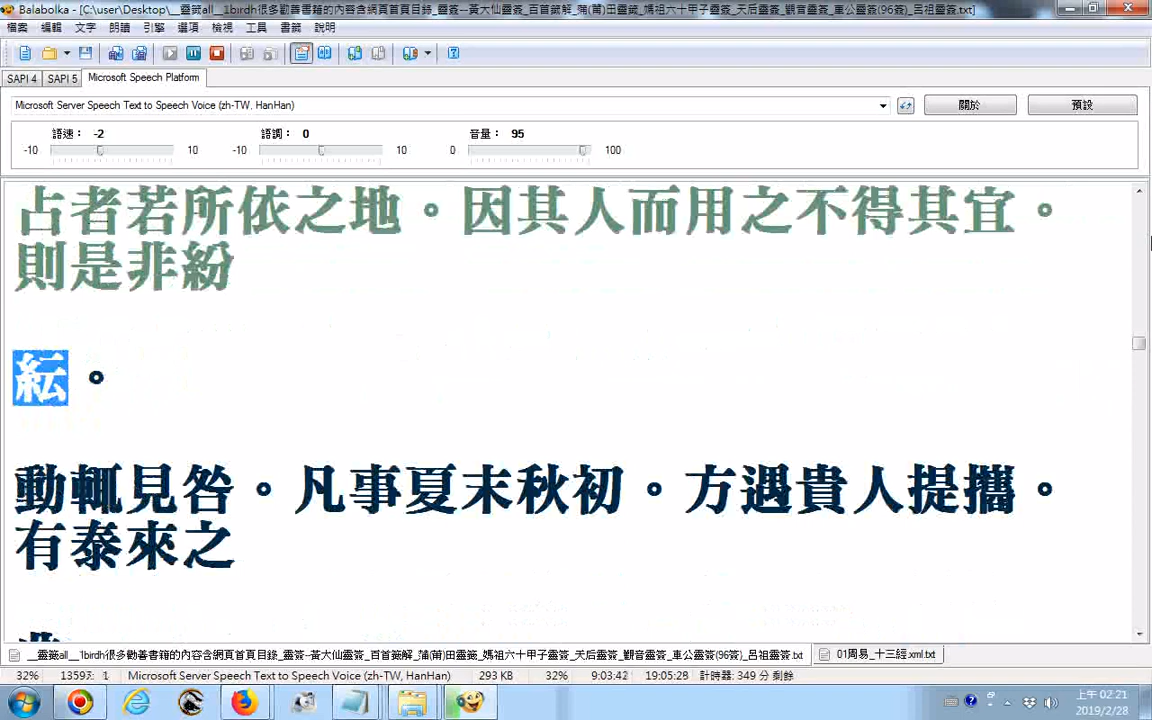 Balabolka - [C:\user\Desktop\__靈籤all__1birdh很多勸善書籍的內容含網頁首頁目錄_靈簽--黃大仙靈簽_百首籤解_蒲(莆)田靈籤_媽祖六十甲子靈簽_天后靈簽_觀音靈簽_車公靈簽(96簽)_呂祖靈簽.txt]
檔案 編輯 文字 朗讀 引擎 選項 檢視 工具 書籤 說明
SAPI 4 SAPI 5 Microsoft Speech Platform
Microsoft Server Speech Text to Speech Voice (zh-TW, HanHan) 關於 預設
語速： -2 語調： 0 音量： 95
-10 10 -10 10 0 100
占者若所依之地。因其人而用之不得其宜。
則是非紛
紜。
動輒見咎。凡事夏末秋初。方遇貴人提攜。
有泰來之
__靈籤all__1birdh很多勸善書籍的內容含網頁首頁目錄_靈簽--黃大仙靈簽_百首籤解_蒲(莆)田靈籤_媽祖六十甲子靈簽_天后靈簽_觀音靈簽_車公靈簽(96簽)_呂祖靈簽.txt 01周易_十三經.xml.txt
32% 1 Microsoft Server Speech Text to Speech Voice (zh-TW, HanHan) 293 KB 32% 9:03:42 19:05:28 計時器: 349 分 剩餘
上午 02:21
2019/2/28